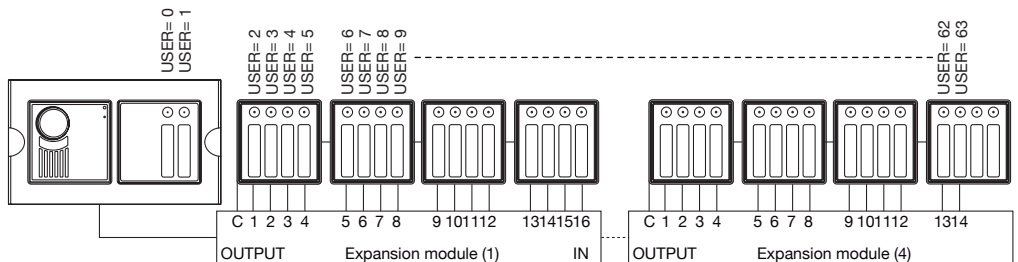 USER= 0
USER= 1
USER= 2
USER= 3
USER= 4
USER= 5
USER= 6
USER= 7
USER= 8
USER= 9
USER= 62
USER= 63
C 1 2 3 4 5 6 7 8 9 10 11 12 13 14 15 16
C 1 2 3 4 5 6 7 8 9 10 11 12 13 14
OUTPUT Expansion module (1) IN
OUTPUT Expansion module (4)